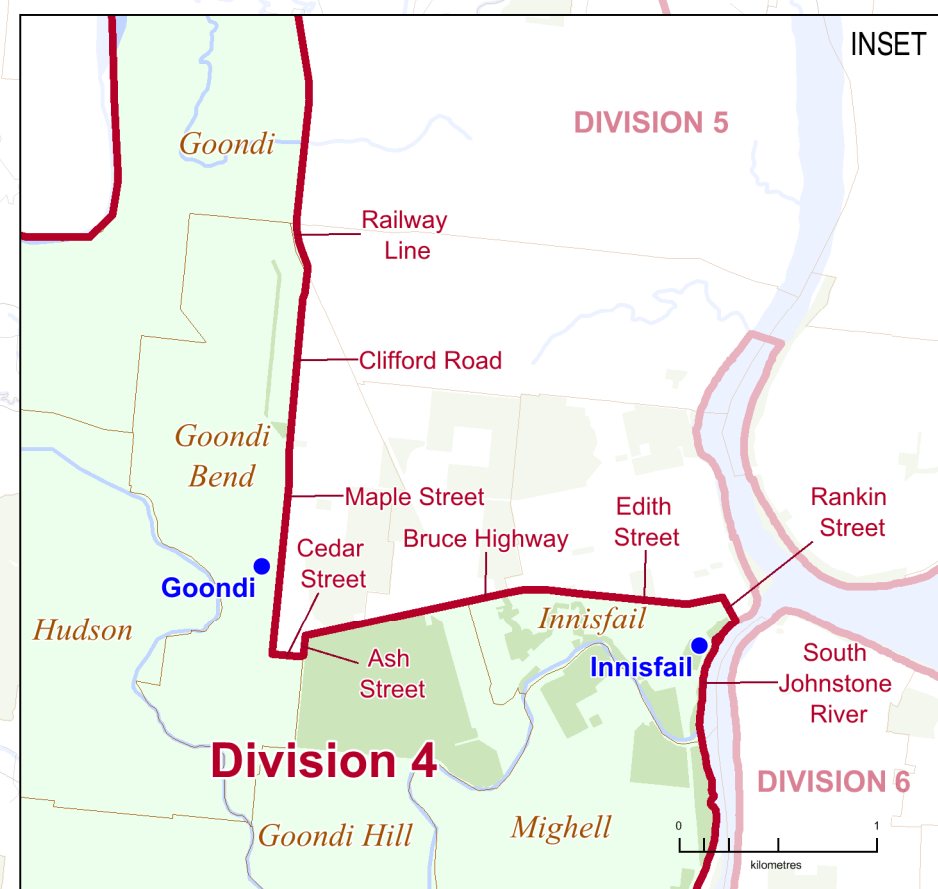 INSET
DIVISION 5
Goondi
Railway
Line
Clifford Road
Goondi
Bend
Maple Street
Edith
Street
Rankin
Street
Bruce Highway
Cedar
Street
Goondi
Hudson
Innisfail
Innisfail
Ash
Street
South
Johnstone
River
Division 4
DIVISION 6
Goondi Hill
Mighell
0
1
kilometres